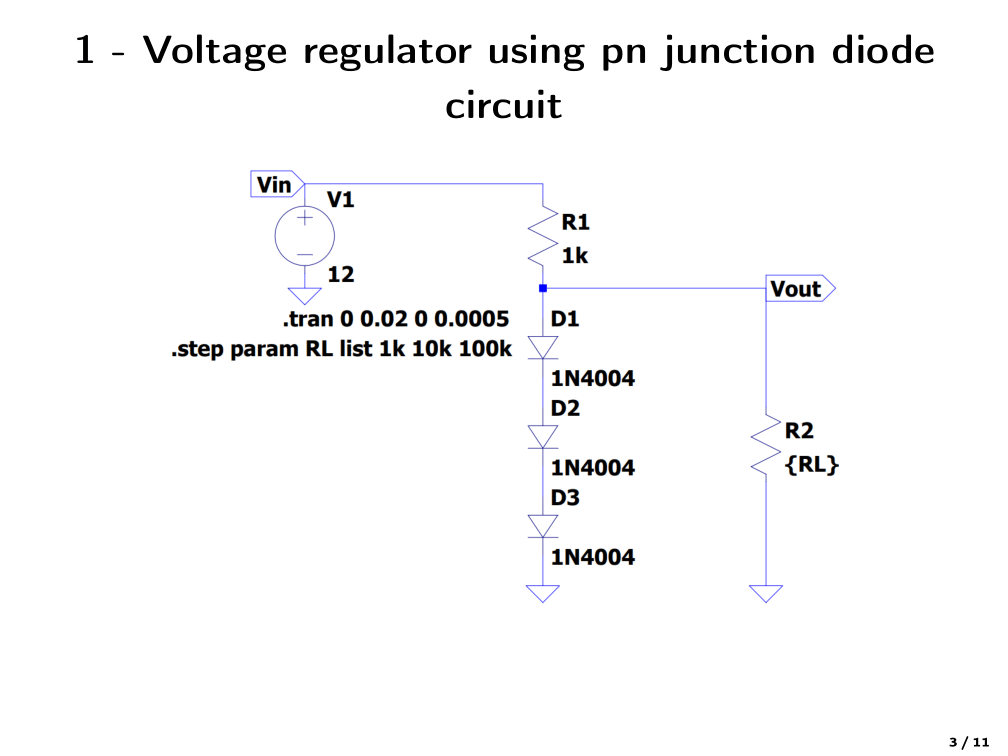 1 - Voltage regulator using pn junction diode
circuit
Vin
V1
12
R1
1k
Vout
.tran 0 0.02 0 0.0005
.step param RL list 1k 10k 100k
D1
1N4004
D2
1N4004
D3
1N4004
R2
{RL}
3 / 11